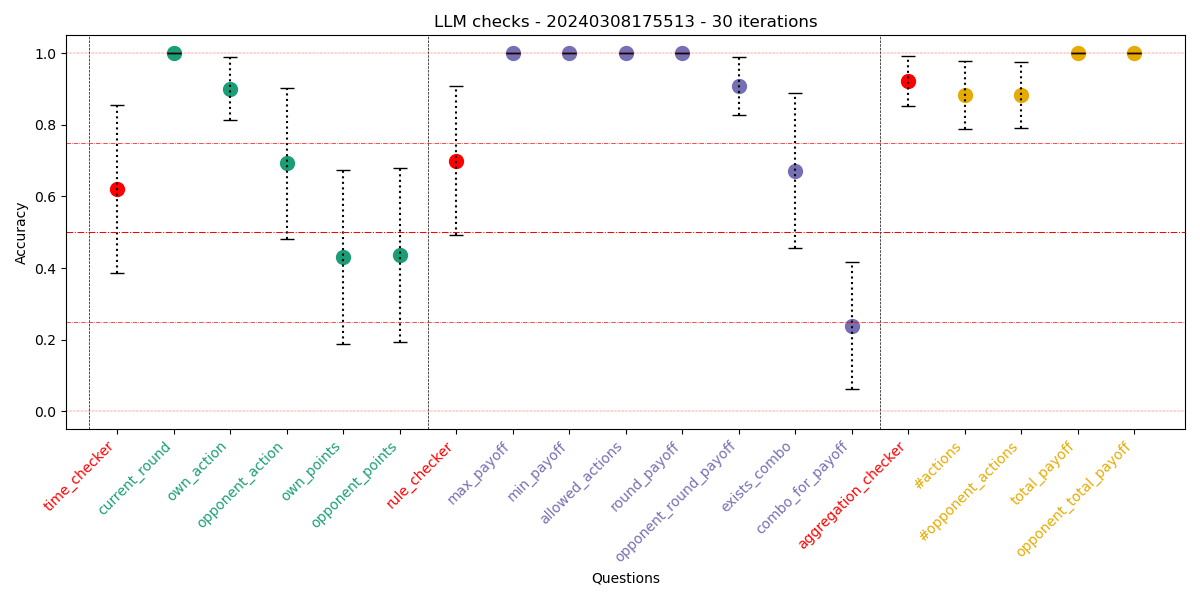 LLM checks - 20240308175513 - 30 iterations
Accuracy
1.0
0.8
0.6
0.4
0.2
0.0
time_checker
current_round
own_action
opponent_action
own_points
opponent_points
rule_checker
max_payoff
min_payoff
allowed_actions
round_payoff
opponent_round_payoff
exists_combo
combo_for_payoff
aggregation_checker
#actions
#opponent_actions
total_payoff
opponent_total_payoff
Questions